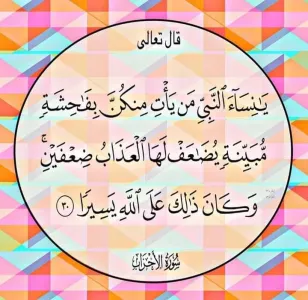 قال تعالى
يَٰنِسَآءَ ٱلنَّبِيِّ مَن يَأْتِ مِنكُنَّ بِفَٰحِشَةٖ
مُّبَيِّنَةٖ يُضَٰعَفْ لَهَا ٱلْعَذَابُ ضِعْفَيْنِۚ
وَكَانَ ذَٰلِكَ عَلَى ٱللَّهِ يَسِيرٗا ٣٠
سُورَةُ الأَحْزَابِ